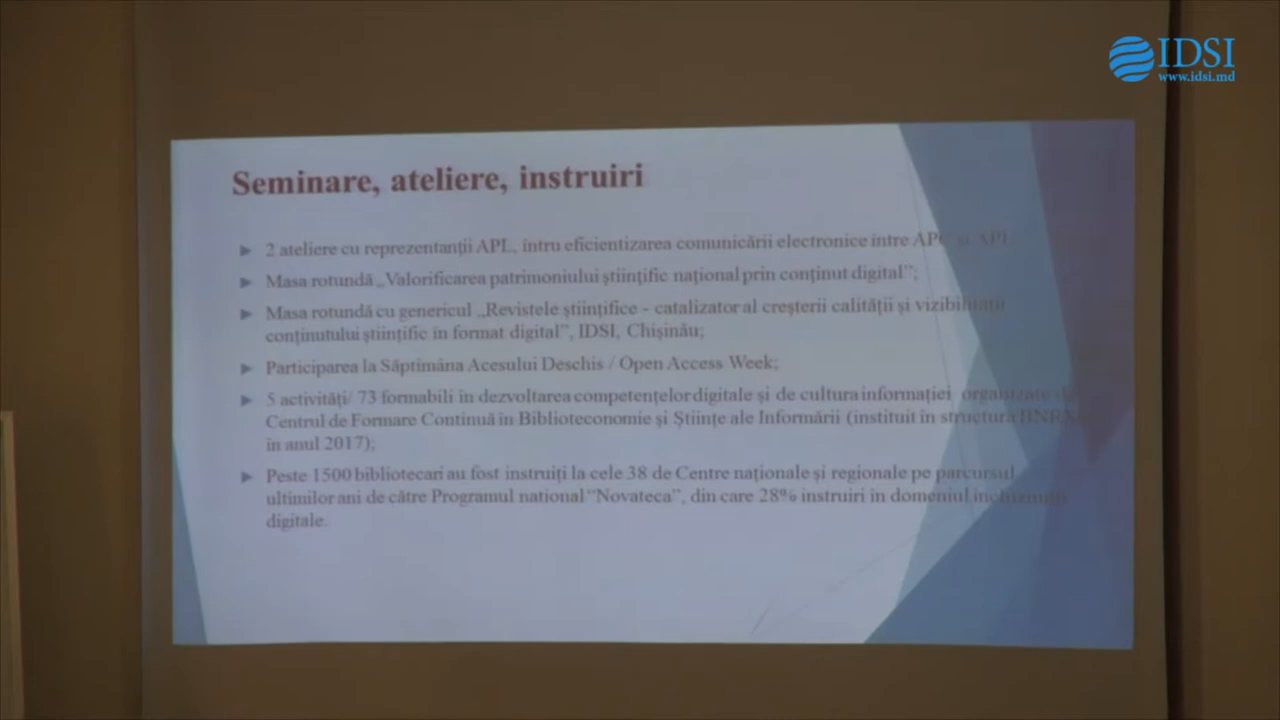 IDSI
www.idsi.md
Seminare, ateliere, instruiri
2 ateliere cu reprezentanții APL, întru eficientizarea comunicării electronice între APC și APL
Masa rotundă „Valorificarea patrimoniului științific național prin conținut digital”;
Masa rotundă cu genericul „Revistele științifice - catalizator al creșterii calității și vizibilității
conținutului științific în format digital”, IDSI, Chișinău;
Participarea la Săptămâna Acesului Deschis / Open Access Week;
5 activități/ 73 formabili în dezvoltarea competențelor digitale și de cultura informației organizate
Centrul de Formare Continuă în Biblioteconomie și Științe ale Informării (instituit în structura BNRM
în anul 2017);
Peste 1500 bibliotecari au fost instruiți la cele 38 de Centre naționale și regionale pe parcursul
ultimilor ani de către Programul national “Novateca”, din care 28% instruiri în domeniul incluziunii
digitale.